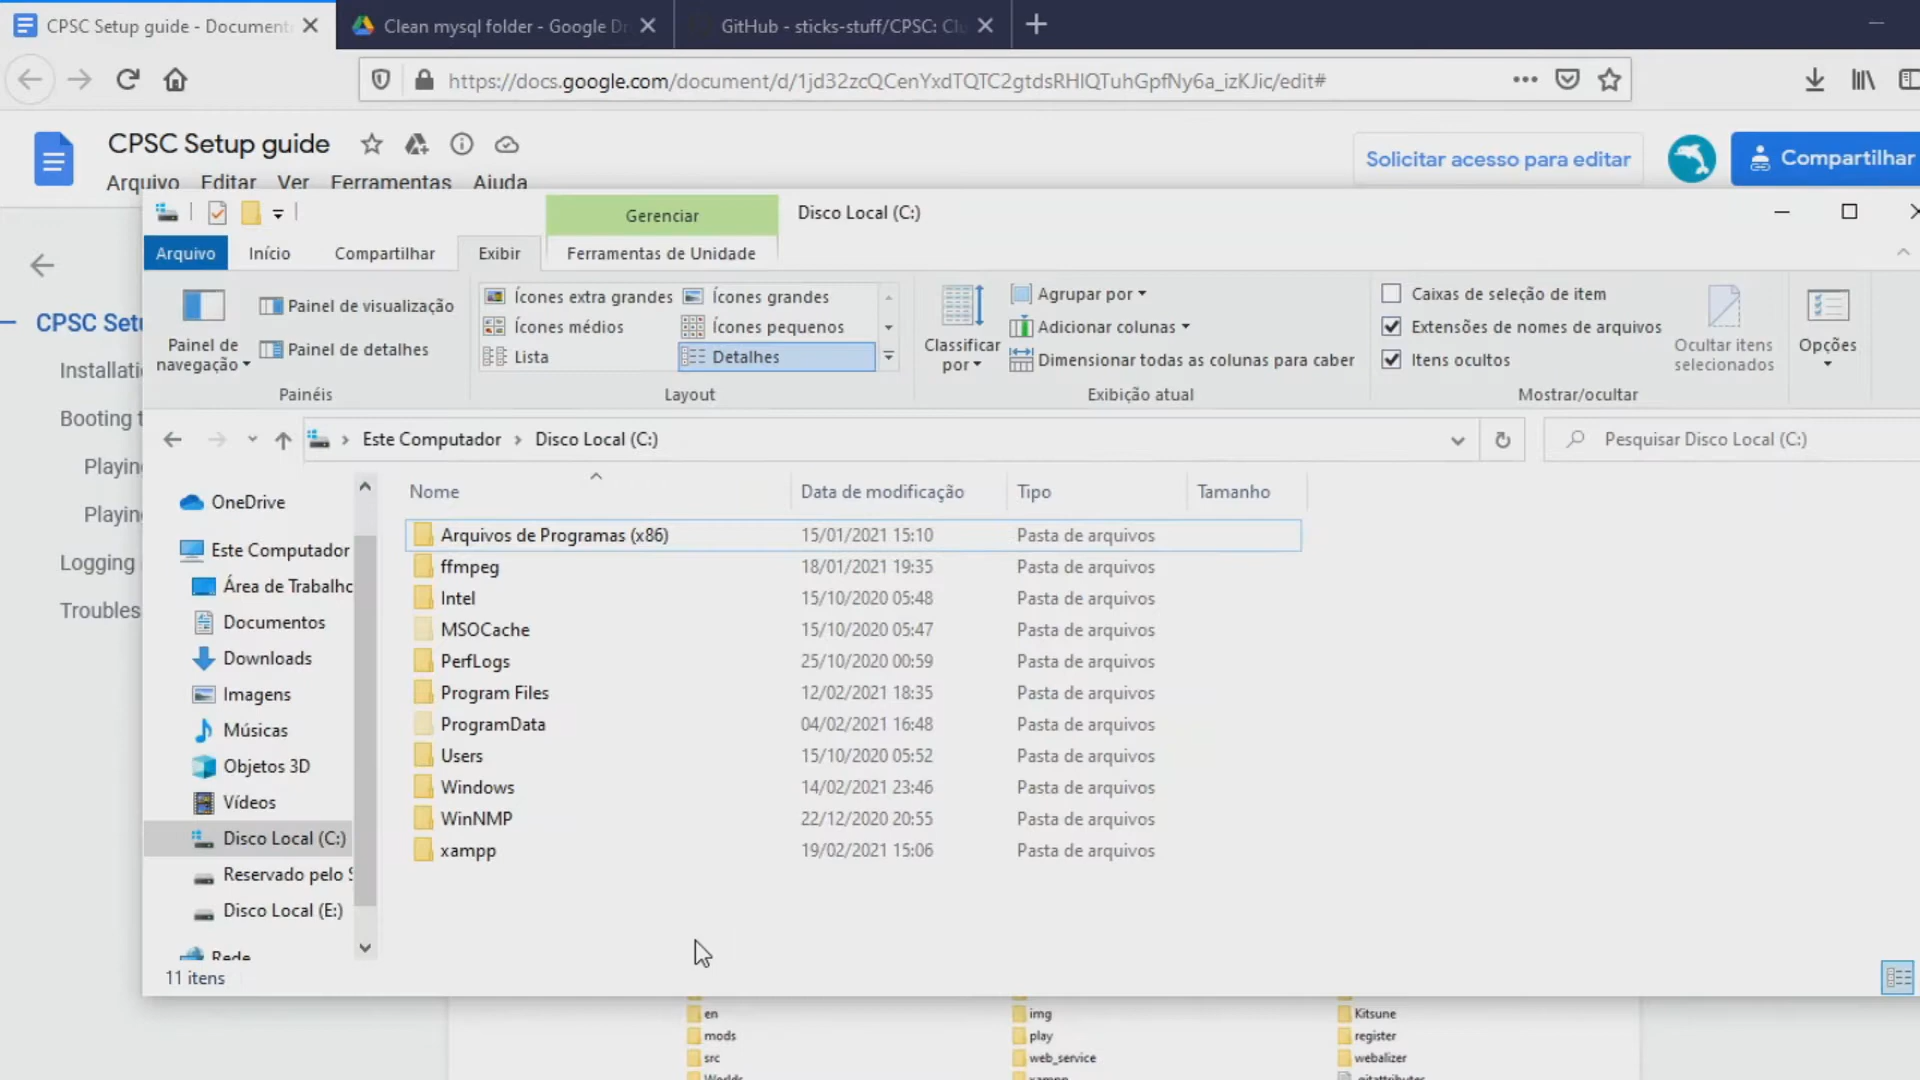 CPSC Setup guide - Document
Clean mysql folder - Google Dr
GitHub - sticks-stuff/CPSC: Clu
https://docs.google.com/document/d/1jd32zcQCenYxdTQTC2gtdsRHlQTuhGpfNy6a_izKJic/edit#
CPSC Setup guide
Solicitar acesso para editar
Compartilhar
Arquivo Editar Ver Ferramentas Ajuda
Gerenciar
Disco Local (C:)
Arquivo Início Compartilhar Exibir Ferramentas de Unidade
Painel de navegação
Painel de visualização
Painel de detalhes
Painéis
Ícones extra grandes
Ícones grandes
Ícones médios
Ícones pequenos
Lista
Detalhes
Layout
Classificar por
Agrupar por
Adicionar colunas
Dimensionar todas as colunas para caber
Exibição atual
Caixas de seleção de item
Extensões de nomes de arquivos
Itens ocultos
Ocultar itens selecionados
Mostrar/ocultar
Opções
CPSC Setu
Installati
Booting t
Playin
Playin
Logging
Troubles
Este Computador Disco Local (C:)
Pesquisar Disco Local (C:)
OneDrive
Este Computador
Área de Trabalho
Documentos
Downloads
Imagens
Músicas
Objetos 3D
Vídeos
Disco Local (C:)
Reservado pelo S
Disco Local (E:)
Rede
Nome Data de modificação Tipo Tamanho
Arquivos de Programas (x86) 15/01/2021 15:10 Pasta de arquivos
ffmpeg 18/01/2021 19:35 Pasta de arquivos
Intel 15/10/2020 05:48 Pasta de arquivos
MSOCache 15/10/2020 05:47 Pasta de arquivos
PerfLogs 25/10/2020 00:59 Pasta de arquivos
Program Files 12/02/2021 18:35 Pasta de arquivos
ProgramData 04/02/2021 16:48 Pasta de arquivos
Users 15/10/2020 05:52 Pasta de arquivos
Windows 14/02/2021 23:46 Pasta de arquivos
WinNMP 22/12/2020 20:55 Pasta de arquivos
xampp 19/02/2021 15:06 Pasta de arquivos
11 itens
en img Kitsune
mods play register
src web_service webalizer
Worlds xampp .gitattributes